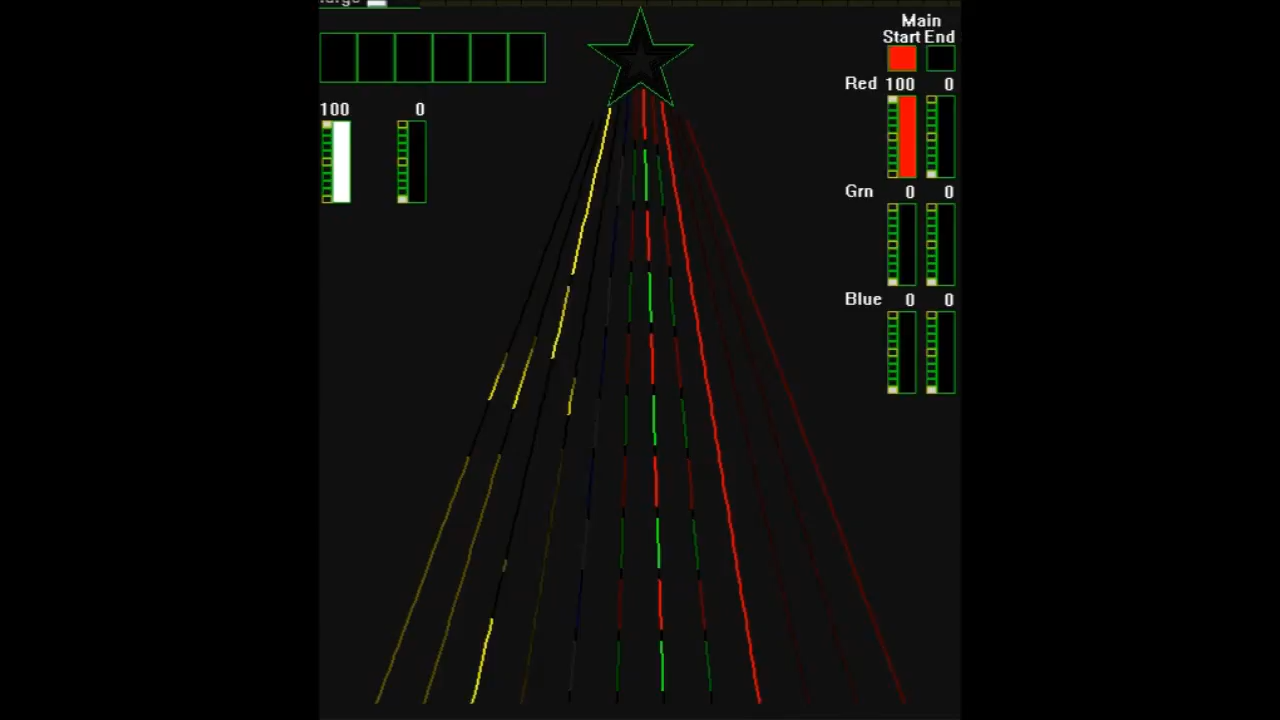 Main
Start End
Red 100 0
100 0
Grn 0 0
Blue 0 0